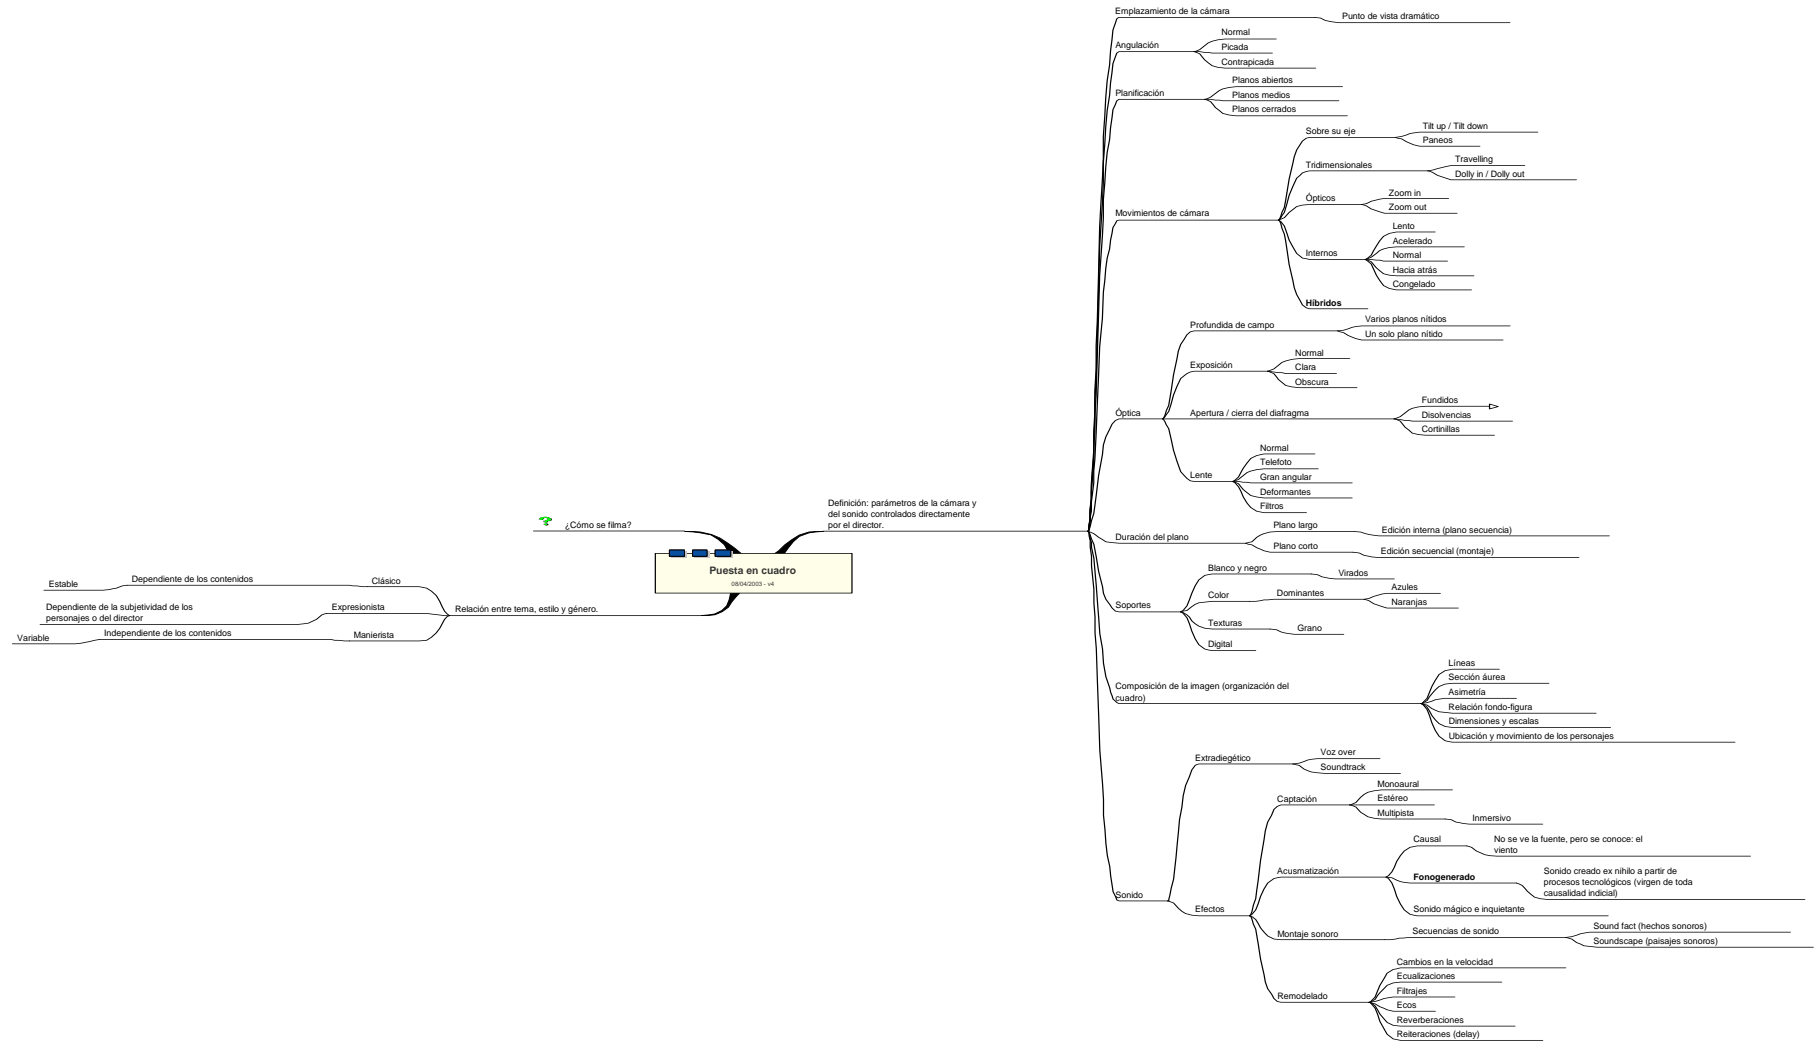 Puesta en cuadro
08/04/2003 - v4
¿Cómo se filma?
Definición: parámetros de la cámara y
del sonido controlados directamente
por el director.
Emplazamiento de la cámara
Punto de vista dramático
Angulación
Normal
Picada
Contrapicada
Planificación
Planos abiertos
Planos medios
Planos cerrados
Movimientos de cámara
Sobre su eje
Tilt up / Tilt down
Paneos
Tridimensionales
Travelling
Dolly in / Dolly out
Ópticos
Zoom in
Zoom out
Internos
Lento
Acelerado
Normal
Hacia atrás
Congelado
Híbridos
Óptica
Profundida de campo
Varios planos nítidos
Un solo plano nítido
Exposición
Normal
Clara
Obscura
Apertura / cierra del diafragma
Fundidos
Disolvencias
Cortinillas
Lente
Normal
Telefoto
Gran angular
Deformantes
Filtros
Duración del plano
Plano largo
Edición interna (plano secuencia)
Plano corto
Edición secuencial (montaje)
Soportes
Blanco y negro
Virados
Color
Dominantes
Azules
Naranjas
Texturas
Grano
Digital
Composición de la imagen (organización del
cuadro)
Líneas
Sección áurea
Asimetría
Relación fondo-figura
Dimensiones y escalas
Ubicación y movimiento de los personajes
Sonido
Extradiegético
Voz over
Soundtrack
Efectos
Captación
Monoaural
Estéreo
Multipista
Inmersivo
Acusmatización
Causal
No se ve la fuente, pero se conoce: el
viento
Fonogenerado
Sonido creado ex nihilo a partir de
procesos tecnológicos (virgen de toda
causalidad indicial)
Sonido mágico e inquietante
Montaje sonoro
Secuencias de sonido
Sound fact (hechos sonoros)
Soundscape (paisajes sonoros)
Remodelado
Cambios en la velocidad
Ecualizaciones
Filtrajes
Ecos
Reverberaciones
Reiteraciones (delay)
Relación entre tema, estilo y género.
Clásico
Dependiente de los contenidos
Estable
Expresionista
Dependiente de la subjetividad de los
personajes o del director
Manierista
Independiente de los contenidos
Variable